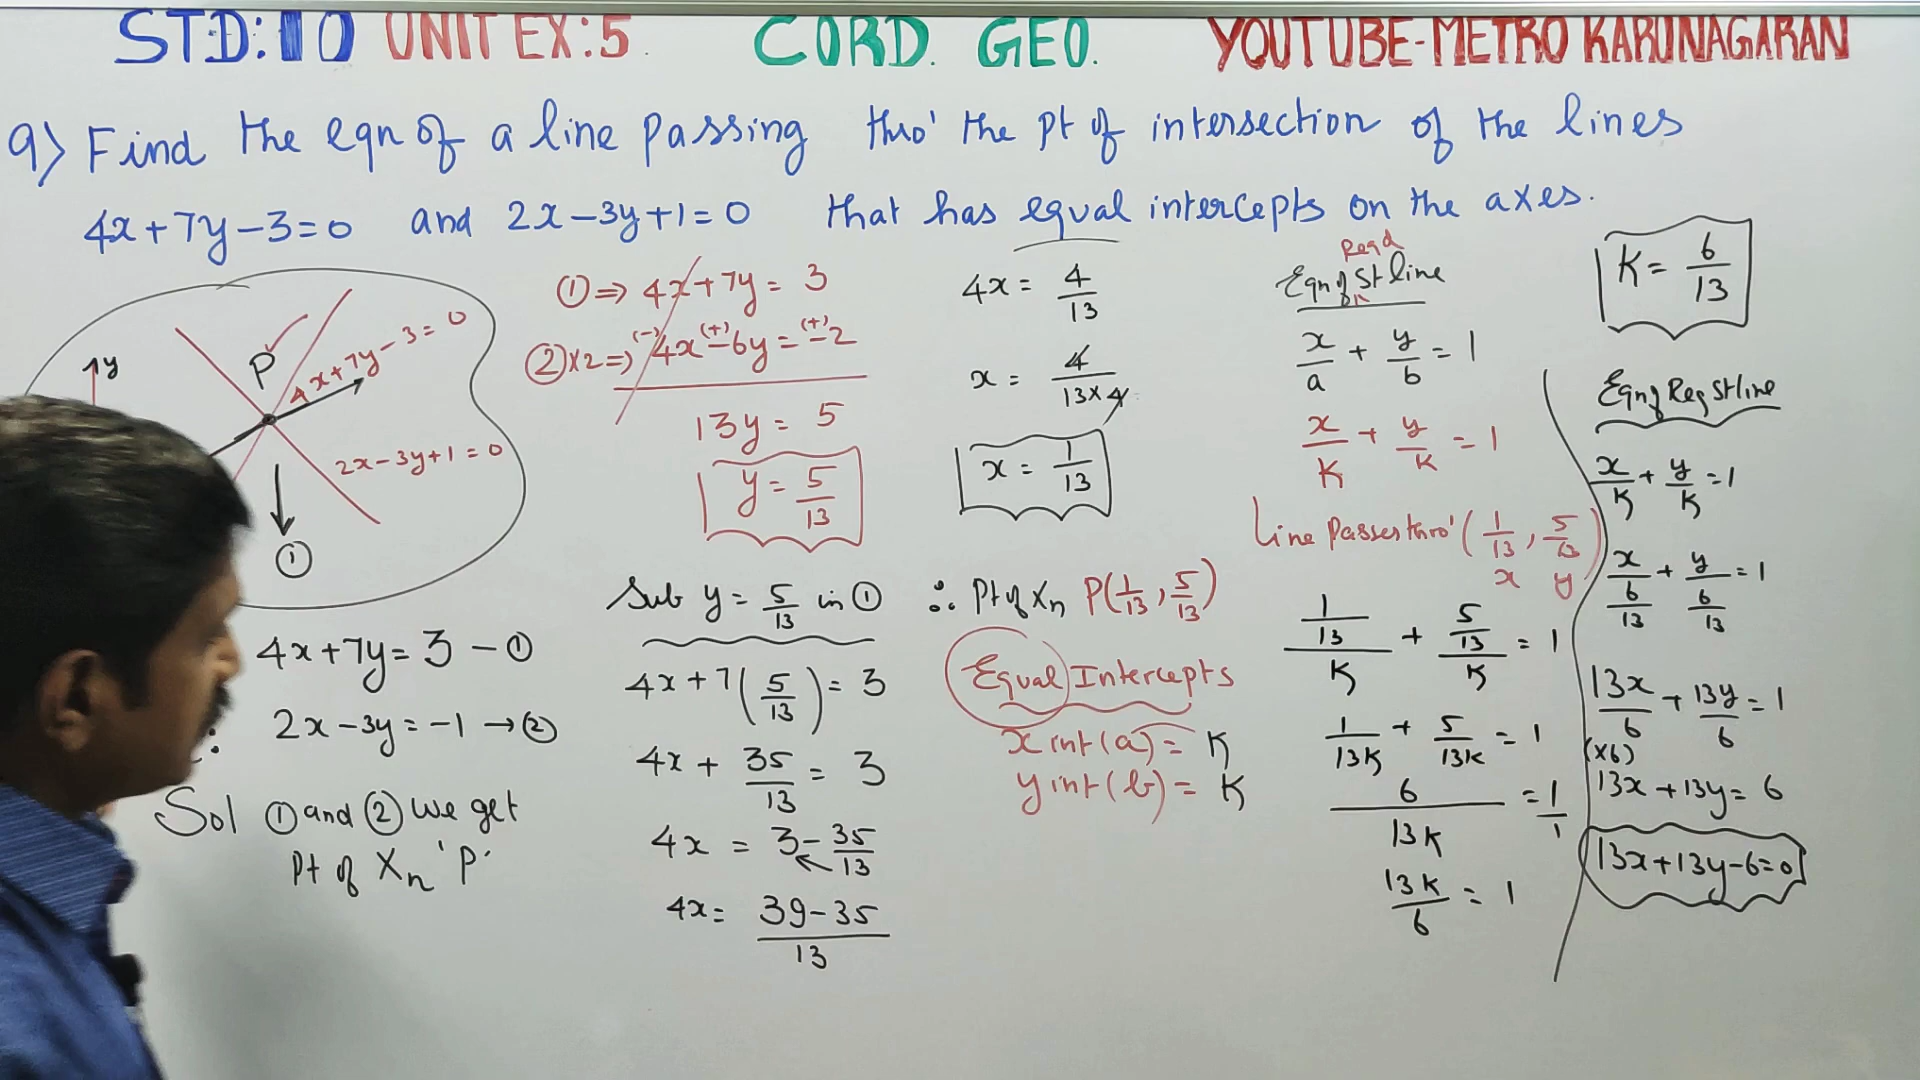 STD: 10 UNIT EX: 5. CORD. GEO. YOUTUBE-METRO KARUNAGARAN
9) Find the eqn of a line passing thro' the pt of intersection of the lines
4x+7y-3=0 and 2x-3y+1=0 that has equal intercepts on the axes.
y
P
4x+7y-3=0
2x-3y+1=0
①
4x+7y=3 -①
2x-3y=-1 →②
Sol ① and ② we get
Pt of Xn 'P'
①⇒ 4x+7y=3
②x2⇒ (-)4x (+)-6y = (+)-2
13y=5
y=5/13
Sub y=5/13 in ①
4x+7(5/13)=3
4x+35/13=3
4x = 3-35/13
4x= 39-35/13
4x=4/13
x=4/13x4
x=1/13
∴ Pt of Xn P(1/13, 5/13)
Equal Intercepts
x int(a)=K
y int(b)=K
Reqd
Eqn of St line
x/a+y/b=1
x/K+y/K=1
Line Passes thro' (1/13, 5/13)
x y
1/13/K+5/13/K=1
1/13K+5/13K=1
6/13K=1/1
13K/6=1
K=6/13
Eqn of Req St line
x/K+y/K=1
x/6/13+y/6/13=1
13x/6+13y/6=1
(x6)
13x+13y=6
13x+13y-6=0